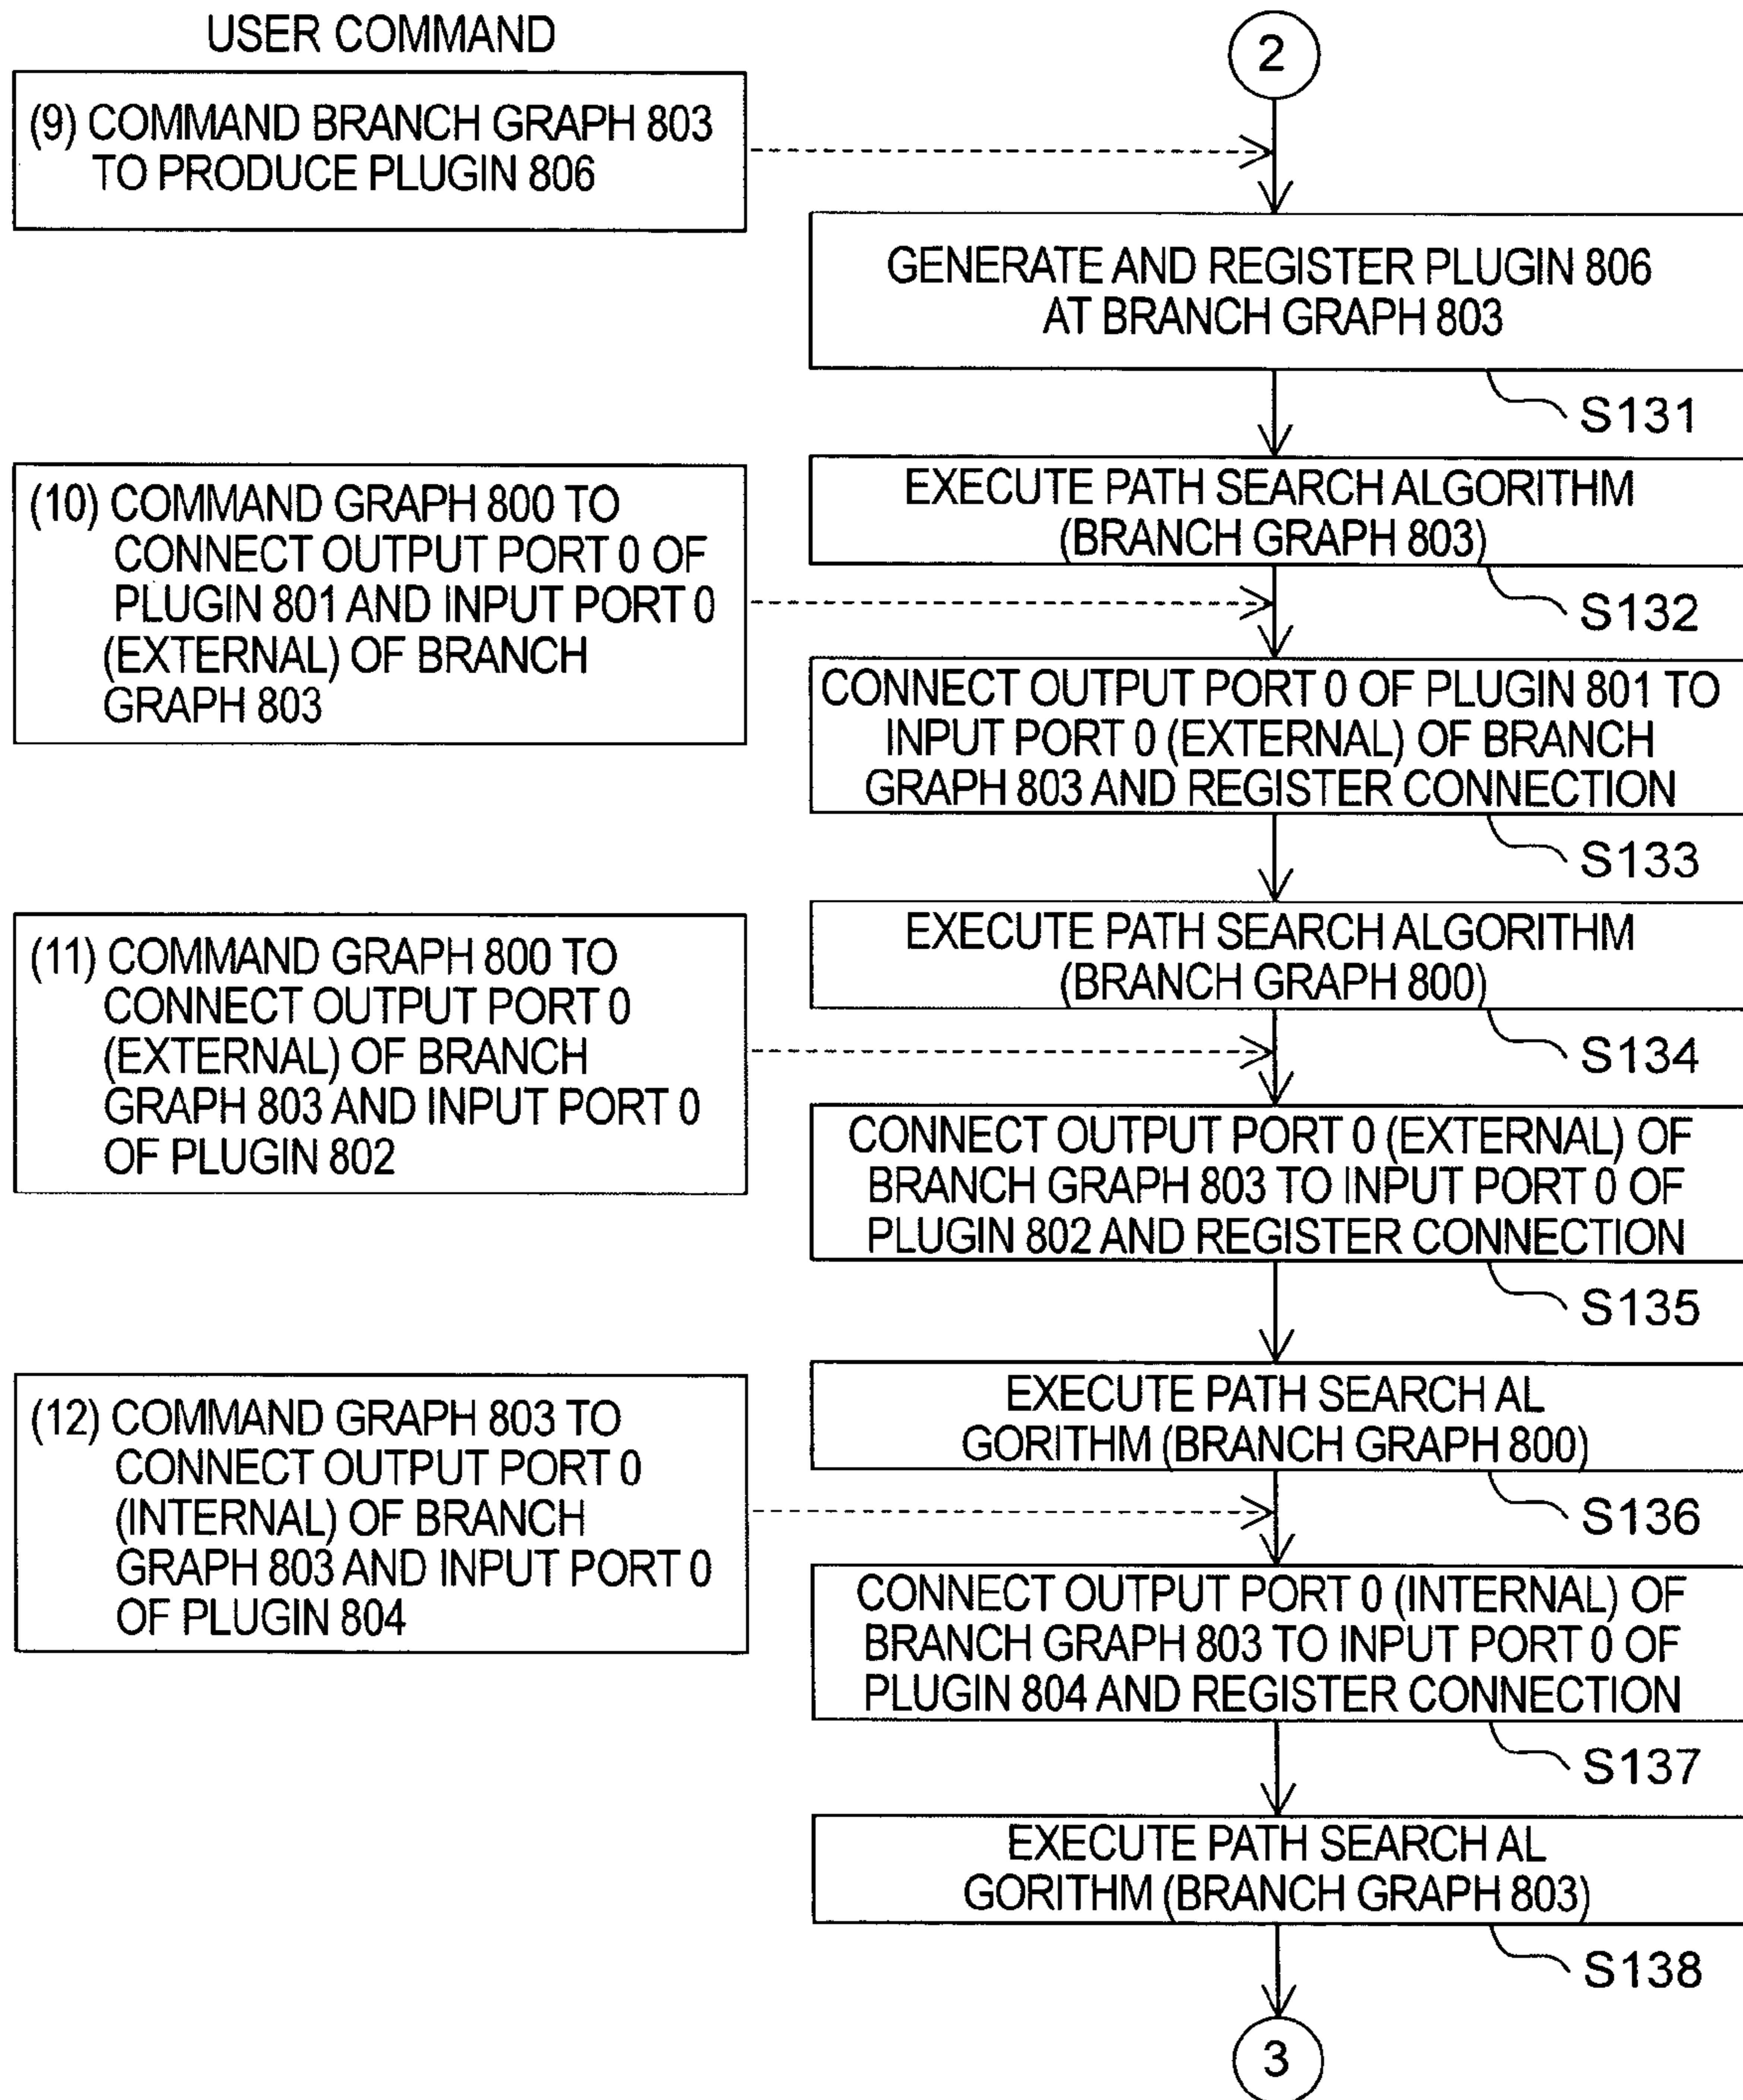 USER COMMAND
2
(9) COMMAND BRANCH GRAPH 803
TO PRODUCE PLUGIN 806
GENERATE AND REGISTER PLUGIN 806
AT BRANCH GRAPH 803
S131
(10) COMMAND GRAPH 800 TO
CONNECT OUTPUT PORT 0 OF
PLUGIN 801 AND INPUT PORT 0
(EXTERNAL) OF BRANCH
GRAPH 803
EXECUTE PATH SEARCH ALGORITHM
(BRANCH GRAPH 803)
S132
CONNECT OUTPUT PORT 0 OF PLUGIN 801 TO
INPUT PORT 0 (EXTERNAL) OF BRANCH
GRAPH 803 AND REGISTER CONNECTION
S133
(11) COMMAND GRAPH 800 TO
CONNECT OUTPUT PORT 0
(EXTERNAL) OF BRANCH
GRAPH 803 AND INPUT PORT 0
OF PLUGIN 802
EXECUTE PATH SEARCH ALGORITHM
(BRANCH GRAPH 800)
S134
CONNECT OUTPUT PORT 0 (EXTERNAL) OF
BRANCH GRAPH 803 TO INPUT PORT 0 OF
PLUGIN 802 AND REGISTER CONNECTION
S135
(12) COMMAND GRAPH 803 TO
CONNECT OUTPUT PORT 0
(INTERNAL) OF BRANCH
GRAPH 803 AND INPUT PORT 0
OF PLUGIN 804
EXECUTE PATH SEARCH AL
GORITHM (BRANCH GRAPH 800)
S136
CONNECT OUTPUT PORT 0 (INTERNAL) OF
BRANCH GRAPH 803 TO INPUT PORT 0 OF
PLUGIN 804 AND REGISTER CONNECTION
S137
EXECUTE PATH SEARCH AL
GORITHM (BRANCH GRAPH 803)
S138
3